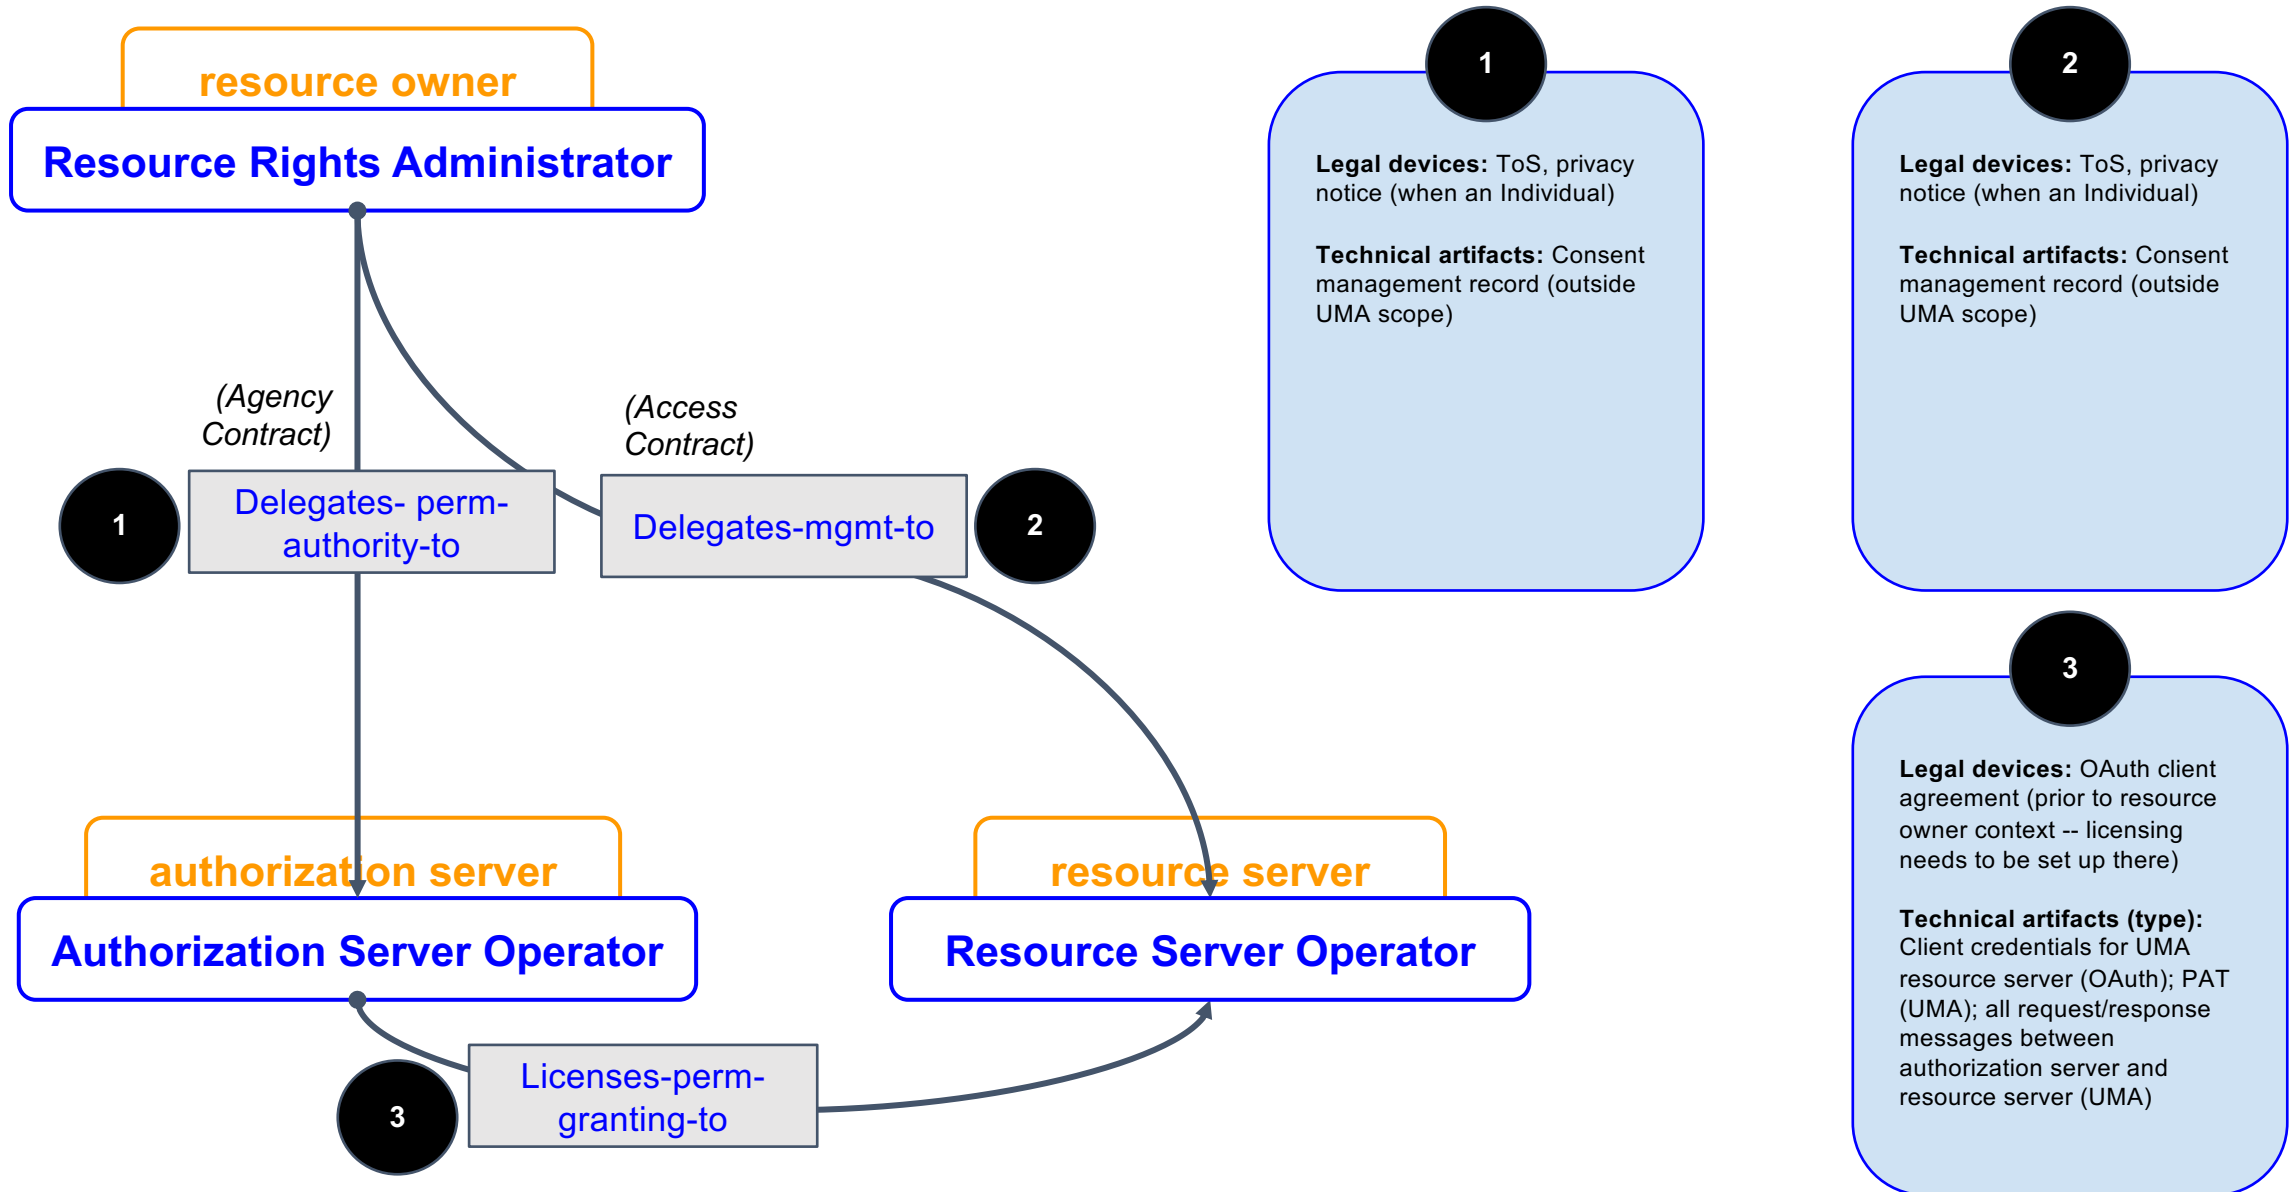 resource owner
Resource Rights Administrator
(Agency
Contract)
(Access
Contract)
1
Delegates- perm-
authority-to
Delegates-mgmt-to
2
authorization server
Authorization Server Operator
resource server
Resource Server Operator
3
Licenses-perm-
granting-to
1
Legal devices: ToS, privacy
notice (when an Individual)
Technical artifacts: Consent
management record (outside
UMA scope)
2
Legal devices: ToS, privacy
notice (when an Individual)
Technical artifacts: Consent
management record (outside
UMA scope)
3
Legal devices: OAuth client
agreement (prior to resource
owner context -- licensing
needs to be set up there)
Technical artifacts (type):
Client credentials for UMA
resource server (OAuth); PAT
(UMA); all request/response
messages between
authorization server and
resource server (UMA)